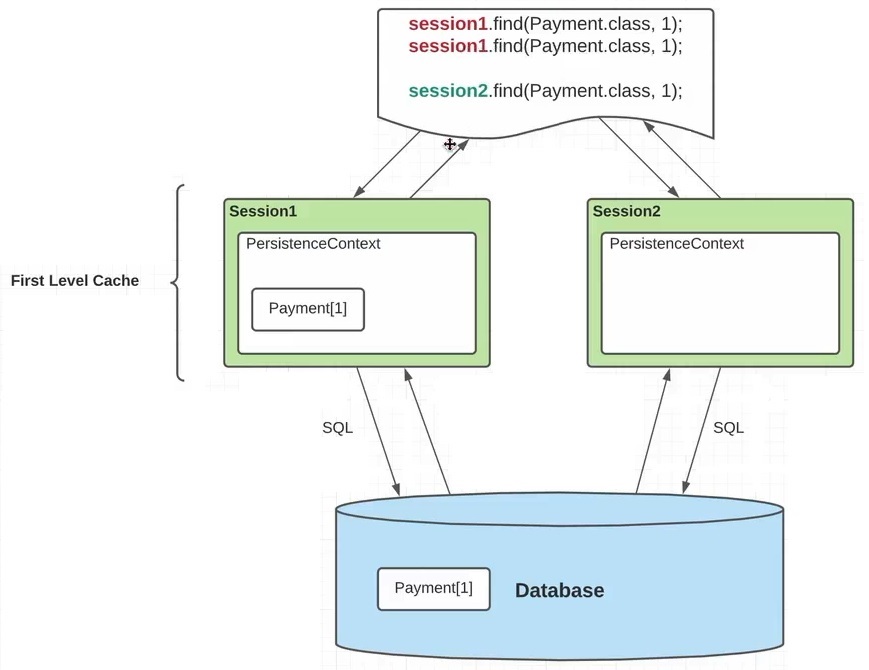 session1.find(Payment.class, 1);
session1.find(Payment.class, 1);
session2.find(Payment.class, 1);
Session1
PersistenceContext
Payment[1]
Session2
PersistenceContext
First Level Cache
SQL
SQL
Payment[1]
Database